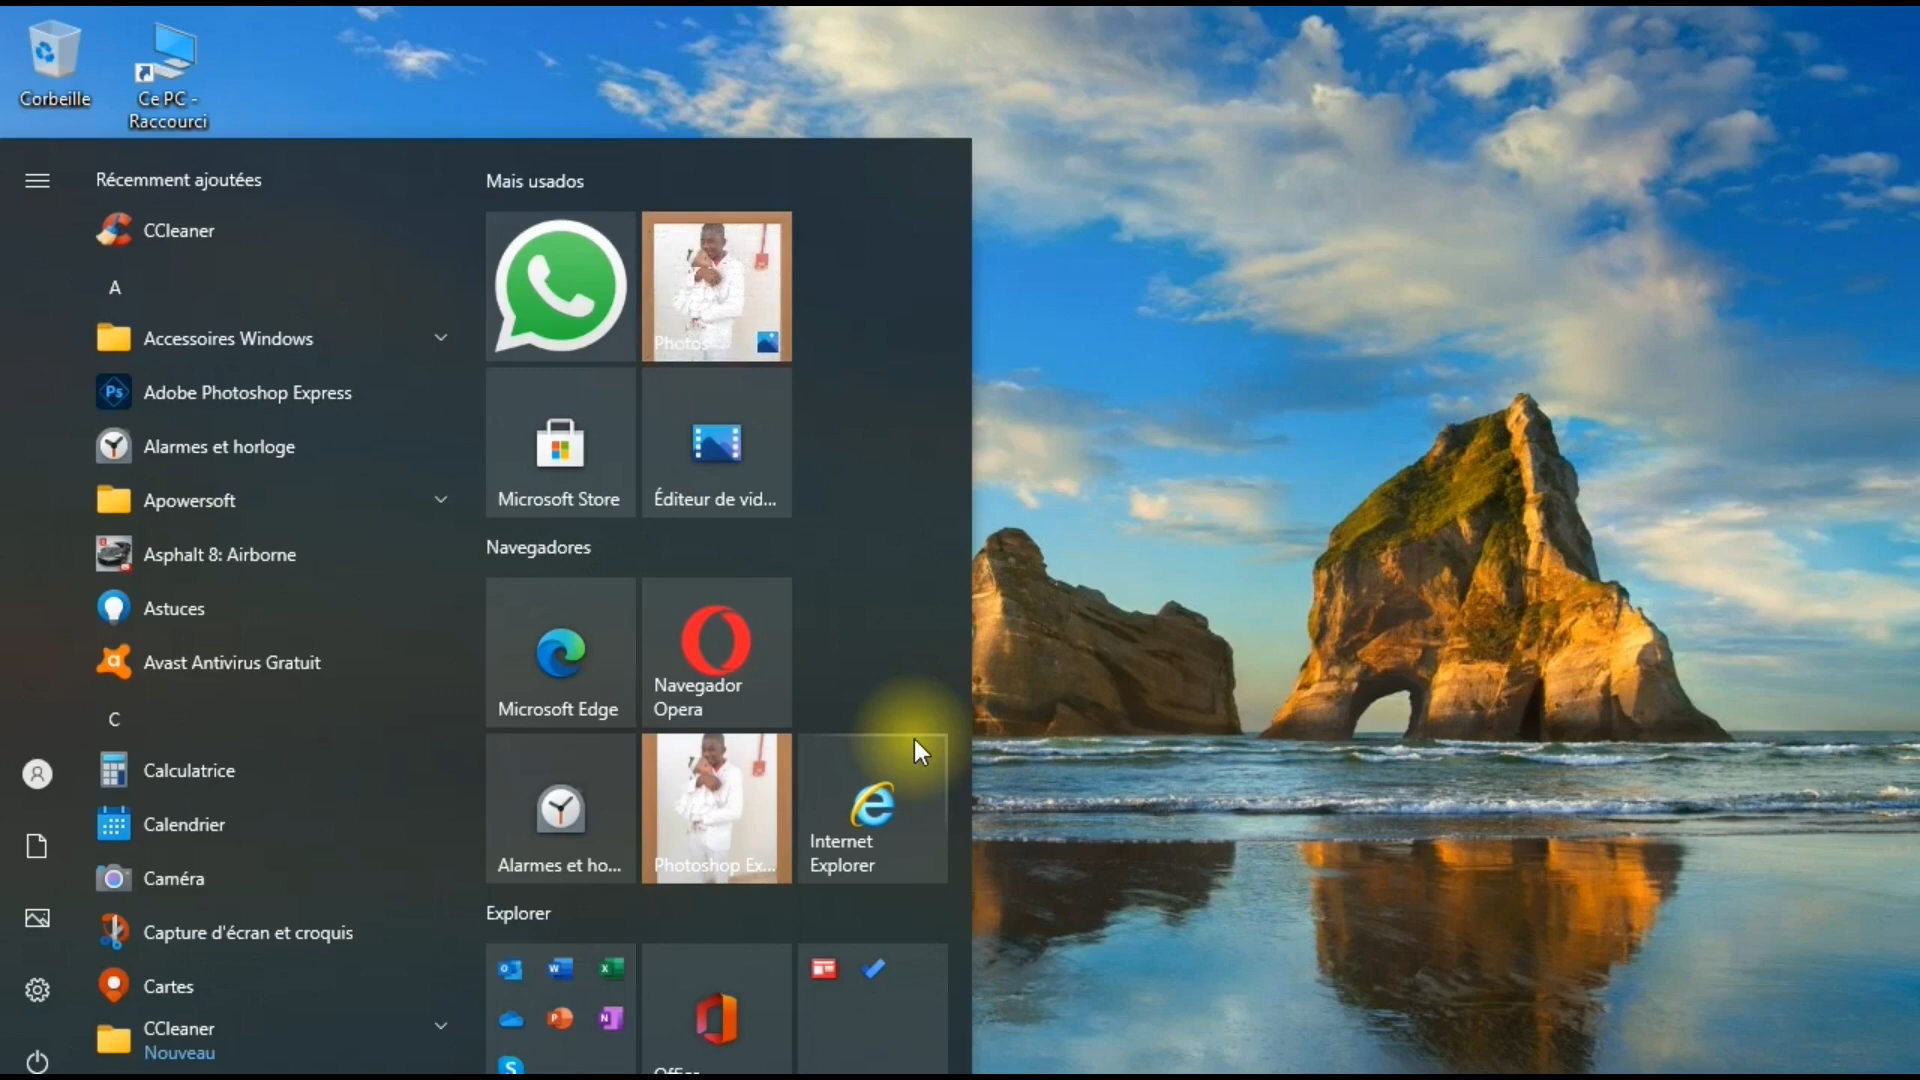 Corbeille
Ce PC -
Raccourci
Récemment ajoutées
CCleaner
A
Accessoires Windows
Adobe Photoshop Express
Alarmes et horloge
Apowersoft
Asphalt 8: Airborne
Astuces
Avast Antivirus Gratuit
C
Calculatrice
Calendrier
Caméra
Capture d'écran et croquis
Cartes
CCleaner
Nouveau
Mais usados
Photos
Microsoft Store
Éditeur de vid...
Navegadores
Microsoft Edge
Navegador
Opera
Alarmes et ho...
Photoshop Ex...
Internet
Explorer
Explorer
Office